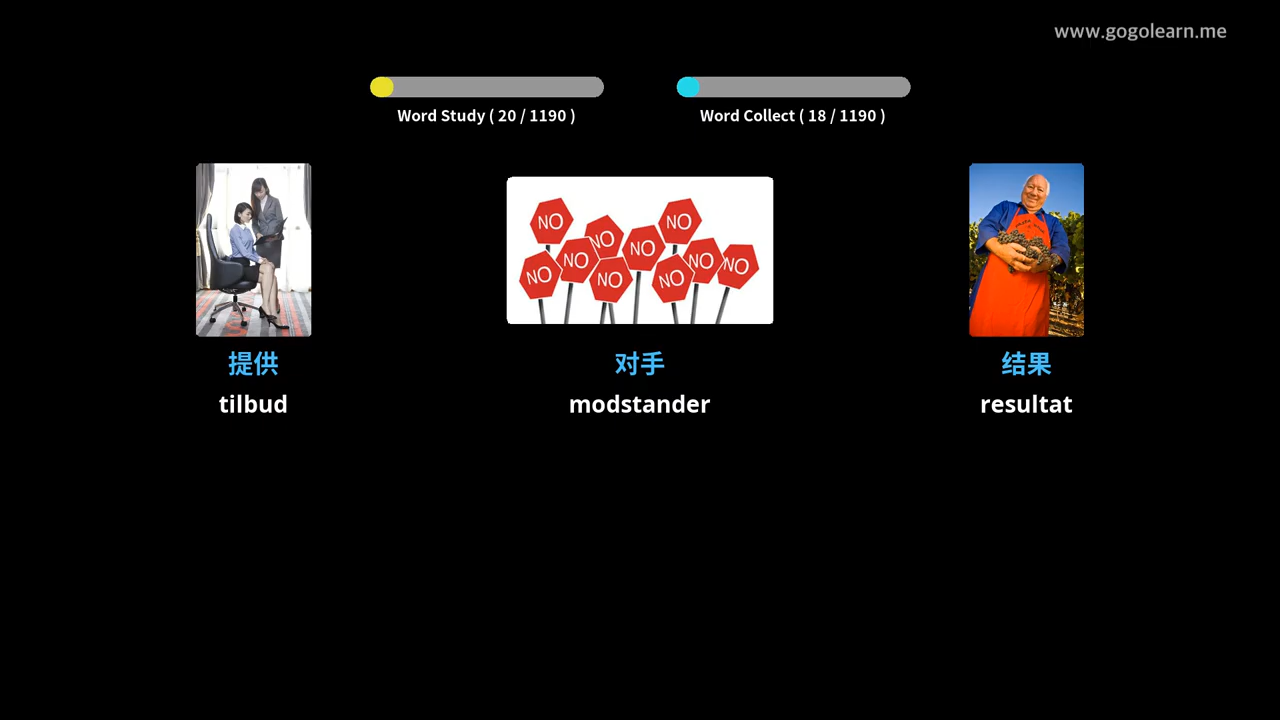 www.gogolearn.me
Word Study ( 20 / 1190 )
Word Collect ( 18 / 1190 )
NO
NO
NO
NO
NO
NO
NO
NO
NO
NO
提供
对手
结果
tilbud
modstander
resultat